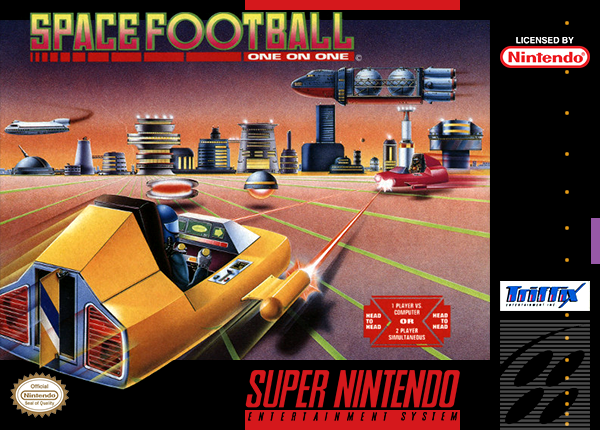 SPACE FOOTBALL
ONE ON ONE ©
LICENSED BY
Nintendo®
HEAD TO HEAD
1 PLAYER VS. COMPUTER
OR
2 PLAYER SIMULTANEOUS
HEAD TO HEAD
Triffix
ENTERTAINMENT INC
Official
Nintendo
Seal of Quality
SUPER NINTENDO
ENTERTAINMENT SYSTEM